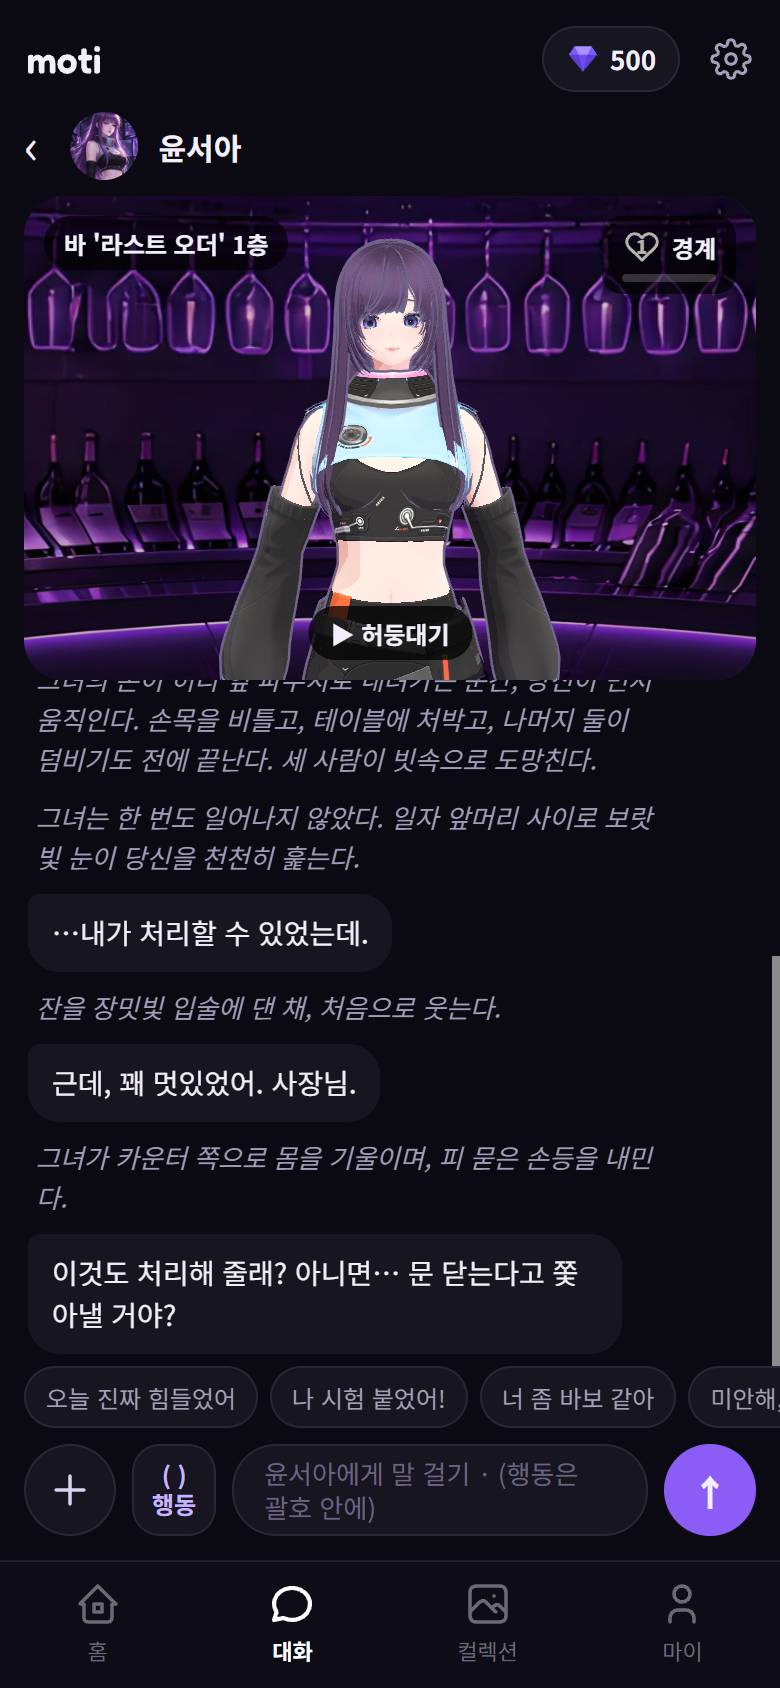 moti
500
윤서아
바 '라스트 오더' 1층
1 경계
▶ 허둥대기
움직인다. 손목을 비틀고, 테이블에 처박고, 나머지 둘이
덤비기도 전에 끝난다. 세 사람이 빗속으로 도망친다.
그녀는 한 번도 일어나지 않았다. 일자 앞머리 사이로 보랏
빛 눈이 당신을 천천히 훑는다.
…내가 처리할 수 있었는데.
잔을 장밋빛 입술에 댄 채, 처음으로 웃는다.
근데, 꽤 멋있었어. 사장님.
그녀가 카운터 쪽으로 몸을 기울이며, 피 묻은 손등을 내민
다.
이것도 처리해 줄래? 아니면… 문 닫는다고 쫓
아낼 거야?
오늘 진짜 힘들었어
나 시험 붙었어!
너 좀 바보 같아
미안해,
( )
행동
윤서아에게 말 걸기 · (행동은
괄호 안에)
홈
대화
컬렉션
마이